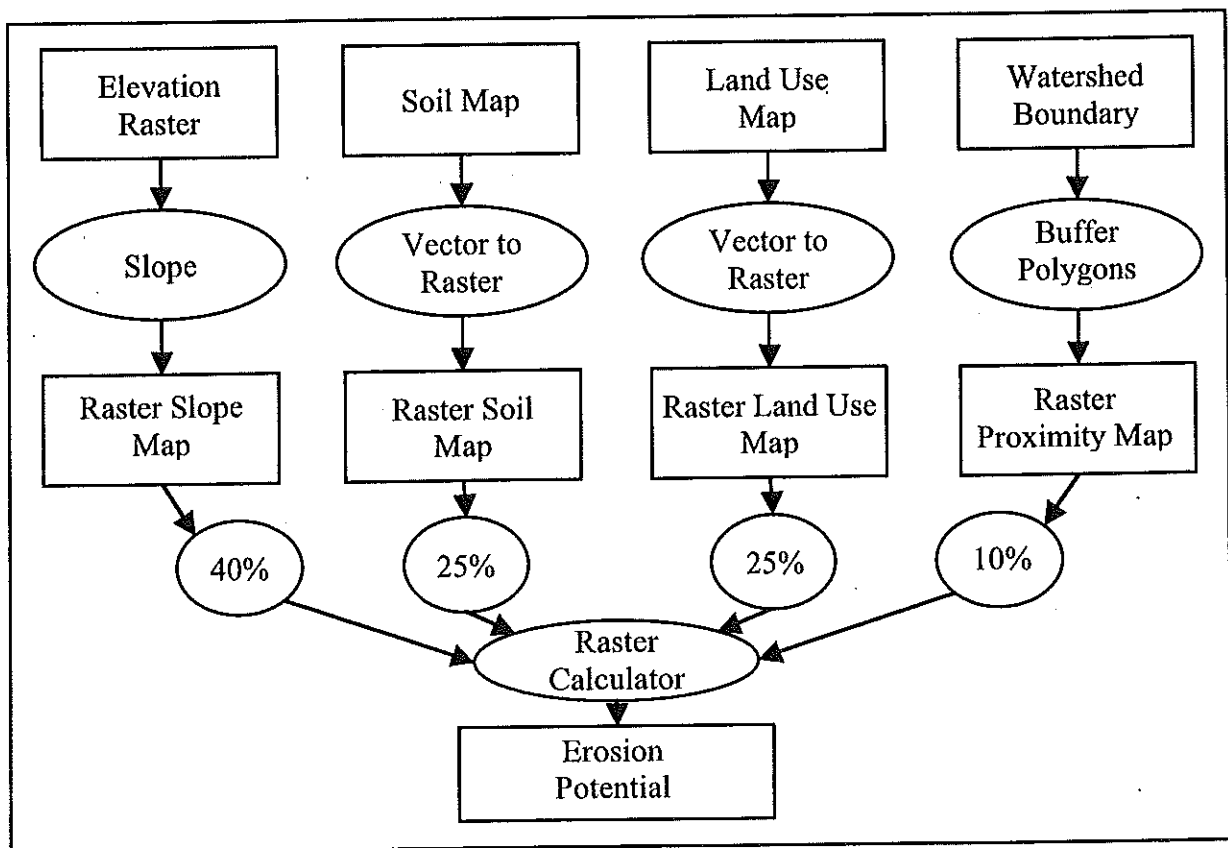 Elevation
Raster
Soil Map
Land Use
Map
Watershed
Boundary
Slope
Vector to
Raster
Vector to
Raster
Buffer
Polygons
Raster Slope
Map
Raster Soil
Map
Raster Land Use
Map
Raster
Proximity Map
40%
25%
25%
10%
Raster
Calculator
Erosion
Potential